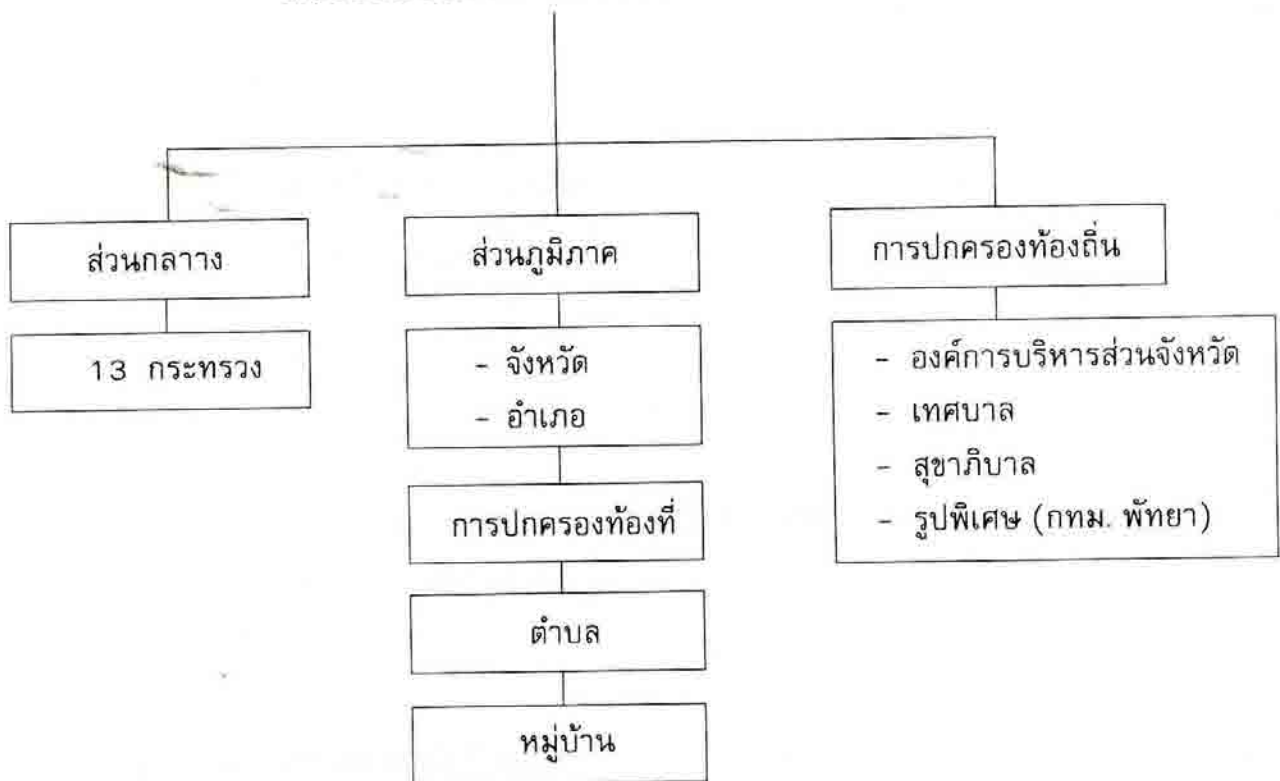 ส่วนกลาาง
13 กระทรวง
ส่วนภูมิภาค
- จังหวัด
- อำเภอ
การปกครองท้องที่
ตำบล
หมู่บ้าน
การปกครองท้องถิ่น
- องค์การบริหารส่วนจังหวัด
- เทศบาล
- สุขาภิบาล
- รูปพิเศษ (กทม. พัทยา)